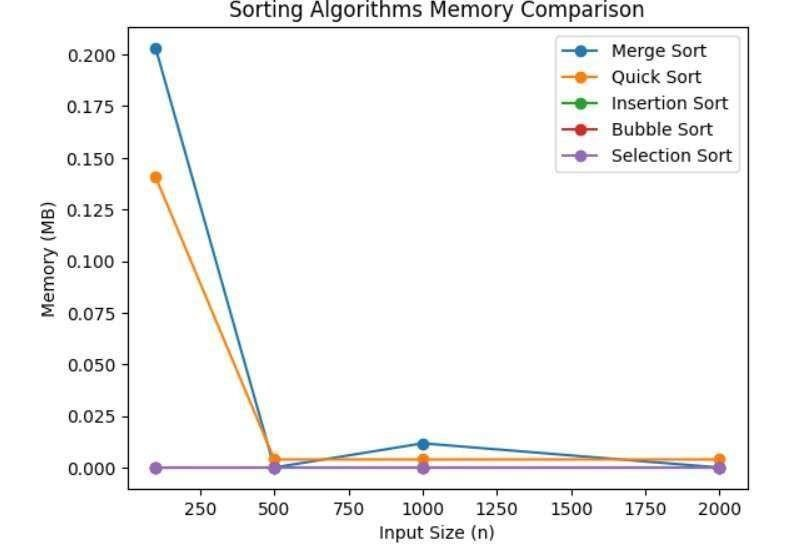 Sorting Algorithms Memory Comparison
Merge Sort
Quick Sort
Insertion Sort
Bubble Sort
Selection Sort
Memory (MB)
0.200
0.175
0.150
0.125
0.100
0.075
0.050
0.025
0.000
250 500 750 1000 1250 1500 1750 2000
Input Size (n)